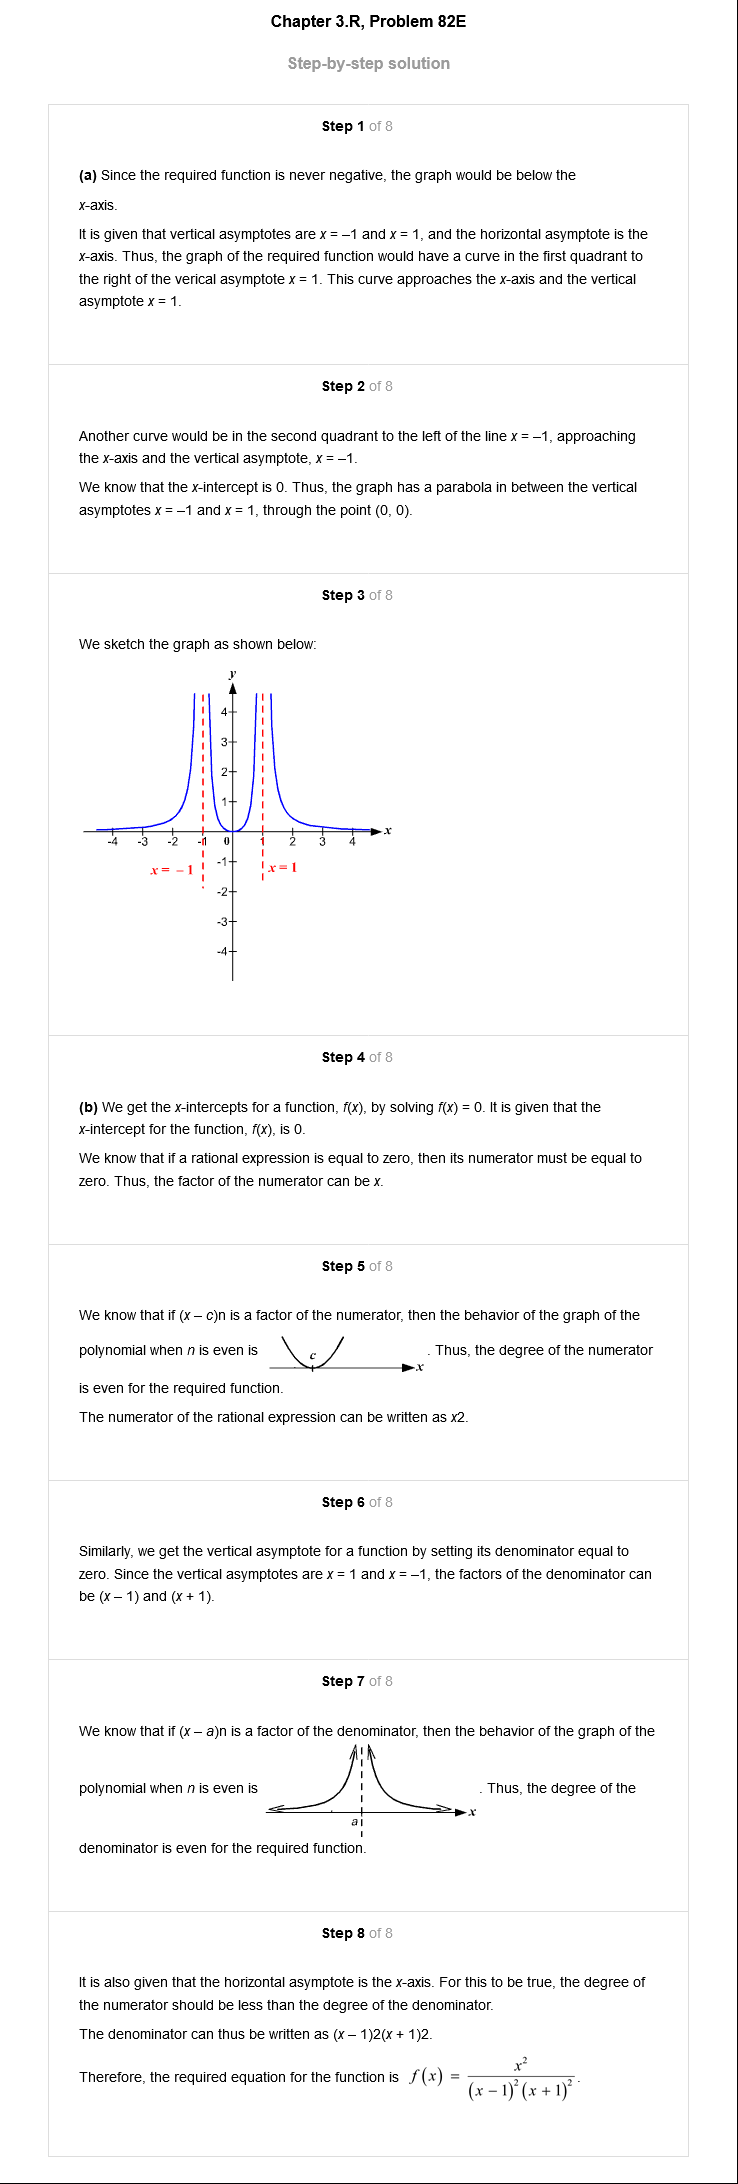 Chapter 3.R, Problem 82E
Step-by-step solution
Step 1 of 8
(a) Since the required function is never negative, the graph would be below the
x-axis.
It is given that vertical asymptotes are x = –1 and x = 1, and the horizontal asymptote is the
x-axis. Thus, the graph of the required function would have a curve in the first quadrant to
the right of the verical asymptote x = 1. This curve approaches the x-axis and the vertical
asymptote x = 1.
Step 2 of 8
Another curve would be in the second quadrant to the left of the line x = –1, approaching
the x-axis and the vertical asymptote, x = –1.
We know that the x-intercept is 0. Thus, the graph has a parabola in between the vertical
asymptotes x = –1 and x = 1, through the point (0, 0).
Step 3 of 8
We sketch the graph as shown below:
y
4
3
2
1
x
-4 -3 -2 -1 0 1 2 3 4
-1
x = – 1 x = 1
-2
-3
-4
Step 4 of 8
(b) We get the x-intercepts for a function, f(x), by solving f(x) = 0. It is given that the
x-intercept for the function, f(x), is 0.
We know that if a rational expression is equal to zero, then its numerator must be equal to
zero. Thus, the factor of the numerator can be x.
Step 5 of 8
We know that if (x – c)n is a factor of the numerator, then the behavior of the graph of the
polynomial when n is even is c x . Thus, the degree of the numerator
is even for the required function.
The numerator of the rational expression can be written as x2.
Step 6 of 8
Similarly, we get the vertical asymptote for a function by setting its denominator equal to
zero. Since the vertical asymptotes are x = 1 and x = –1, the factors of the denominator can
be (x – 1) and (x + 1).
Step 7 of 8
We know that if (x – a)n is a factor of the denominator, then the behavior of the graph of the
polynomial when n is even is a x . Thus, the degree of the
denominator is even for the required function.
Step 8 of 8
It is also given that the horizontal asymptote is the x-axis. For this to be true, the degree of
the numerator should be less than the degree of the denominator.
The denominator can thus be written as (x – 1)2(x + 1)2.
Therefore, the required equation for the function is f(x) = x² / (x – 1)² (x + 1)² .